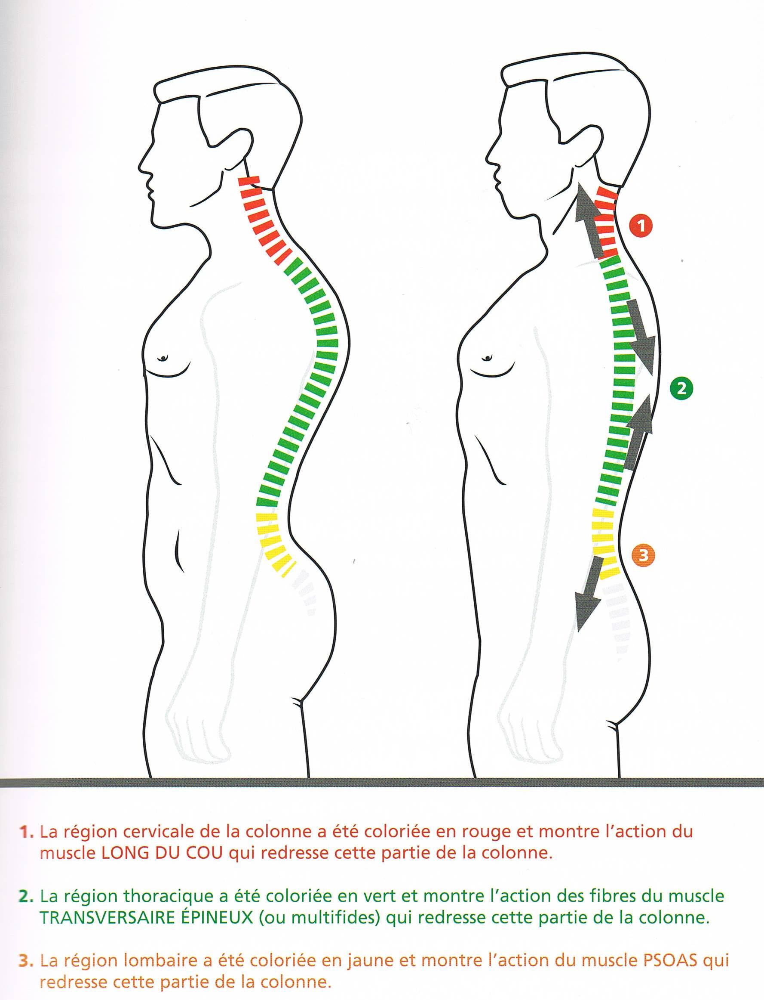 1
2
3
1. La région cervicale de la colonne a été coloriée en rouge et montre l'action du
muscle LONG DU COU qui redresse cette partie de la colonne.
2. La région thoracique a été coloriée en vert et montre l'action des fibres du muscle
TRANSVERSAIRE ÉPINEUX (ou multifides) qui redresse cette partie de la colonne.
3. La région lombaire a été coloriée en jaune et montre l'action du muscle PSOAS qui
redresse cette partie de la colonne.